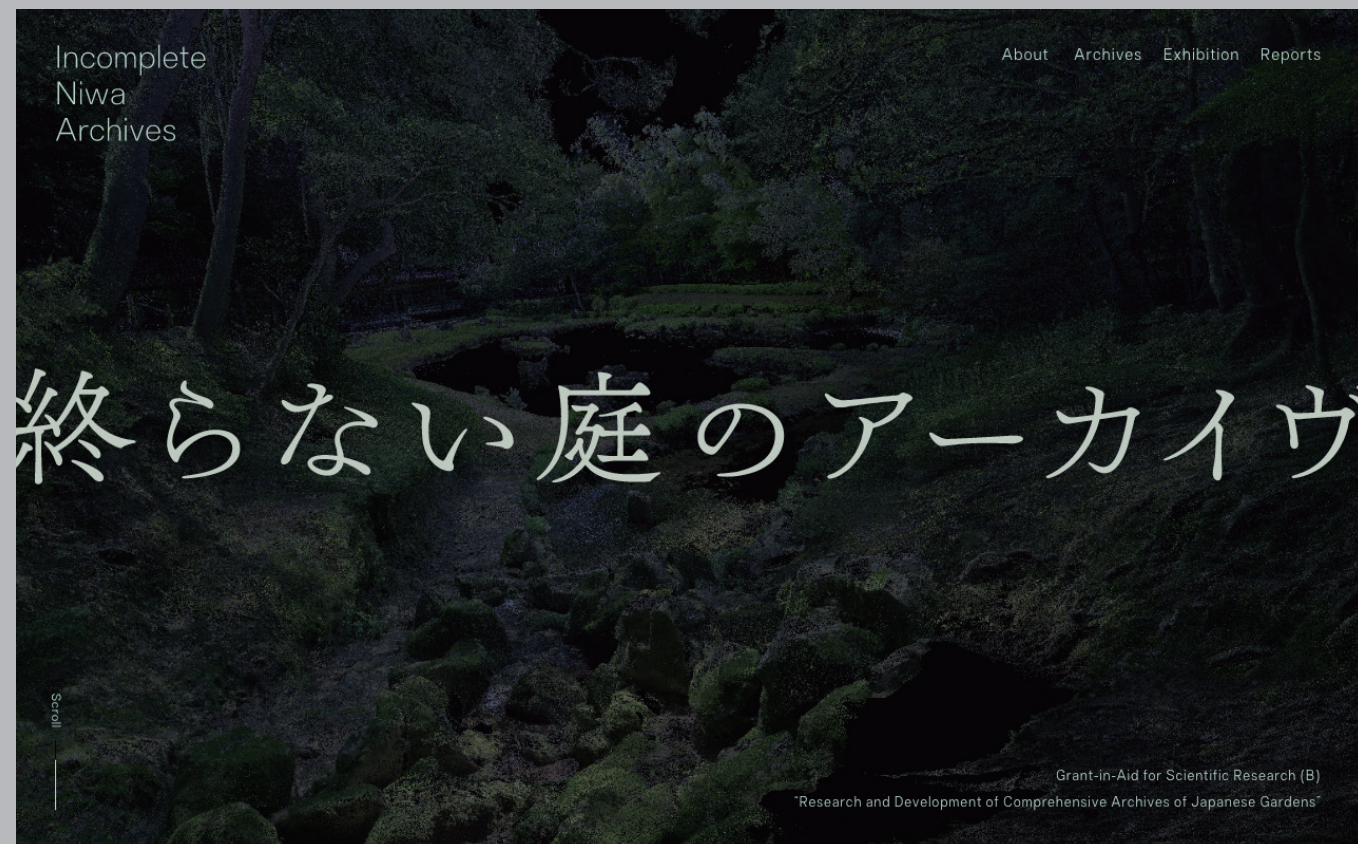 Incomplete
Niwa
Archives
About Archives Exhibition Reports
終らない庭のアーカイヴ
Scroll
Grant-in-Aid for Scientific Research (B)
"Research and Development of Comprehensive Archives of Japanese Gardens"